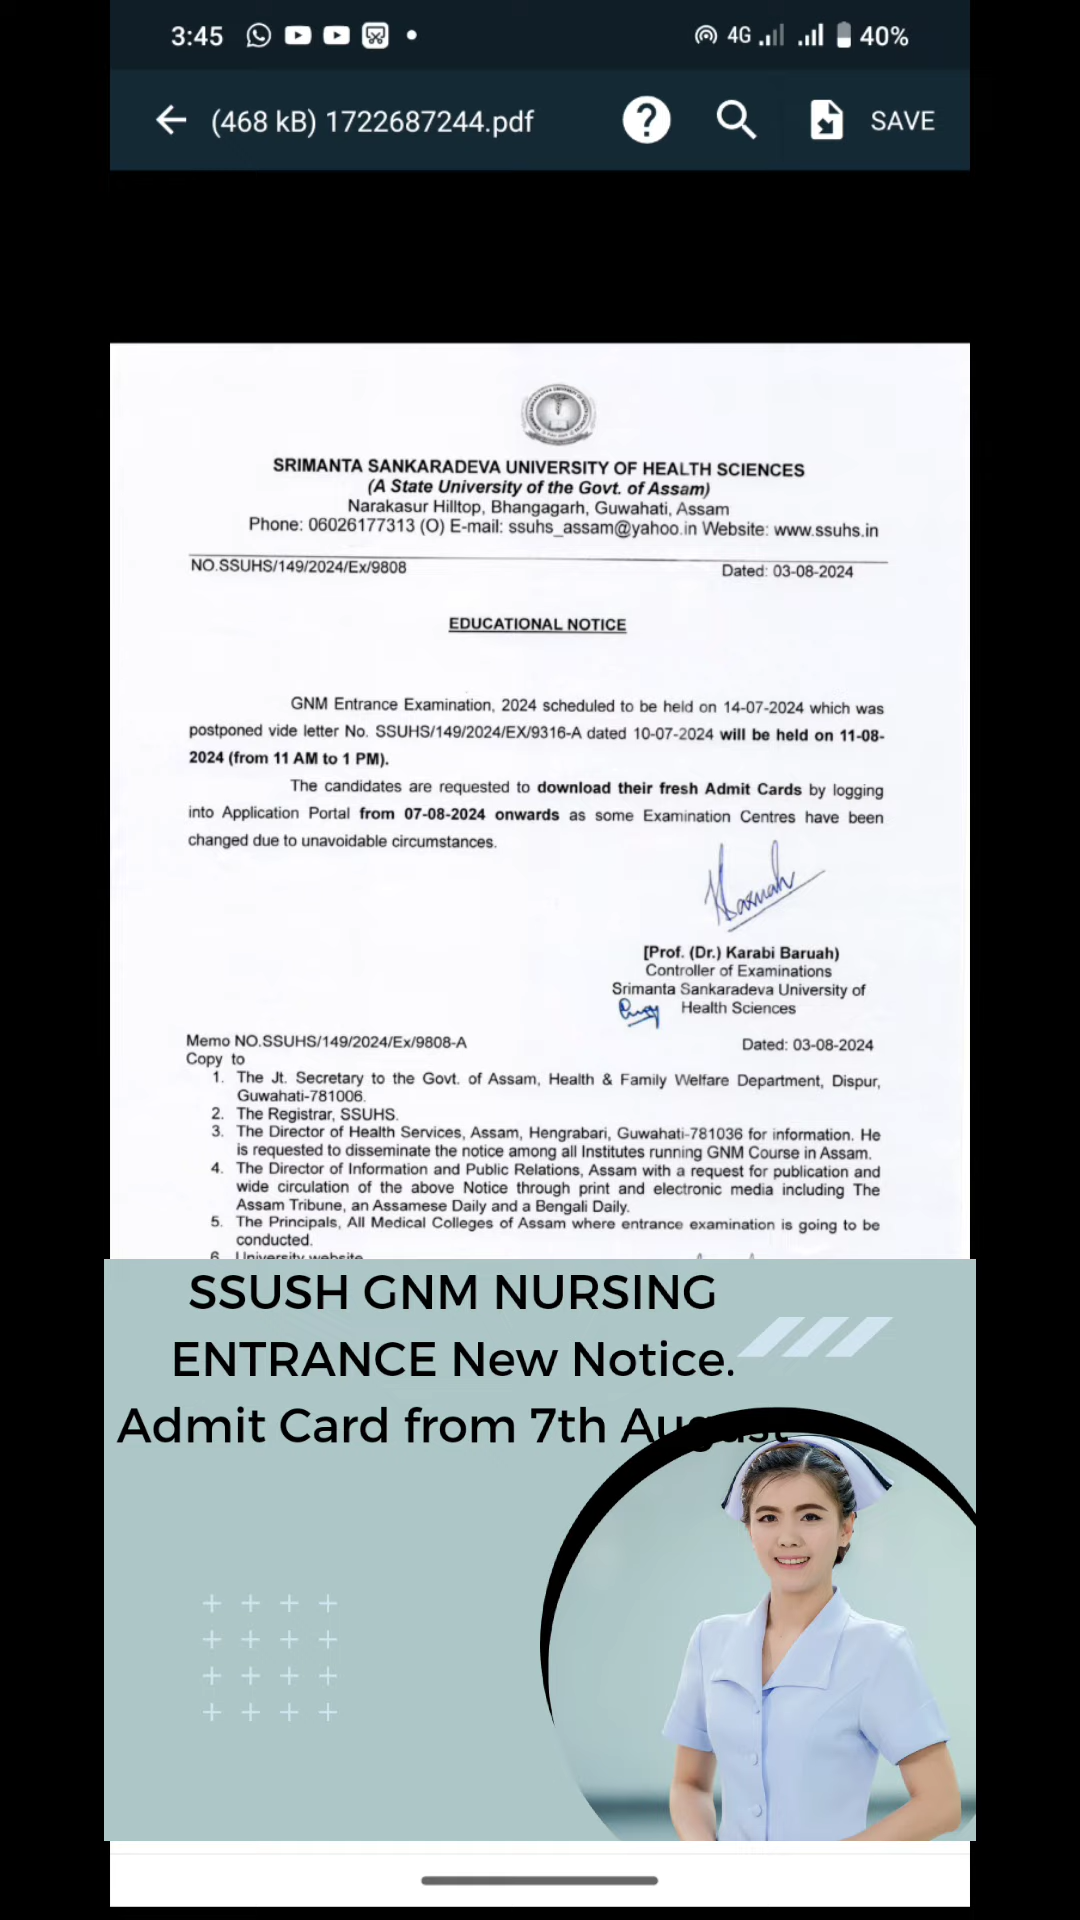 3:45
4G
40%
(468 kB) 1722687244.pdf
?
SAVE
SRIMANTA SANKARADEVA UNIVERSITY OF HEALTH SCIENCES
(A State University of the Govt. of Assam)
Narakasur Hilltop, Bhangagarh, Guwahati, Assam
Phone: 06026177313 (O) E-mail: ssuhs_assam@yahoo.in Website: www.ssuhs.in
NO.SSUHS/149/2024/Ex/9808
Dated: 03-08-2024
EDUCATIONAL NOTICE
GNM Entrance Examination, 2024 scheduled to be held on 14-07-2024 which was
postponed vide letter No. SSUHS/149/2024/EX/9316-A dated 10-07-2024 will be held on 11-08-
2024 (from 11 AM to 1 PM).
The candidates are requested to download their fresh Admit Cards by logging
into Application Portal from 07-08-2024 onwards as some Examination Centres have been
changed due to unavoidable circumstances.
[Prof. (Dr.) Karabi Baruah)
Controller of Examinations
Srimanta Sankaradeva University of
Health Sciences
Memo NO.SSUHS/149/2024/Ex/9808-A
Dated: 03-08-2024
Copy to
1. The Jt. Secretary to the Govt. of Assam, Health & Family Welfare Department, Dispur,
Guwahati-781006.
2. The Registrar, SSUHS.
3. The Director of Health Services, Assam, Hengrabari, Guwahati-781036 for information. He
is requested to disseminate the notice among all Institutes running GNM Course in Assam.
4. The Director of Information and Public Relations, Assam with a request for publication and
wide circulation of the above Notice through print and electronic media including The
Assam Tribune, an Assamese Daily and a Bengali Daily.
5. The Principals, All Medical Colleges of Assam where entrance examination is going to be
conducted.
6. University website
SSUSH GNM NURSING
ENTRANCE New Notice.
Admit Card from 7th August